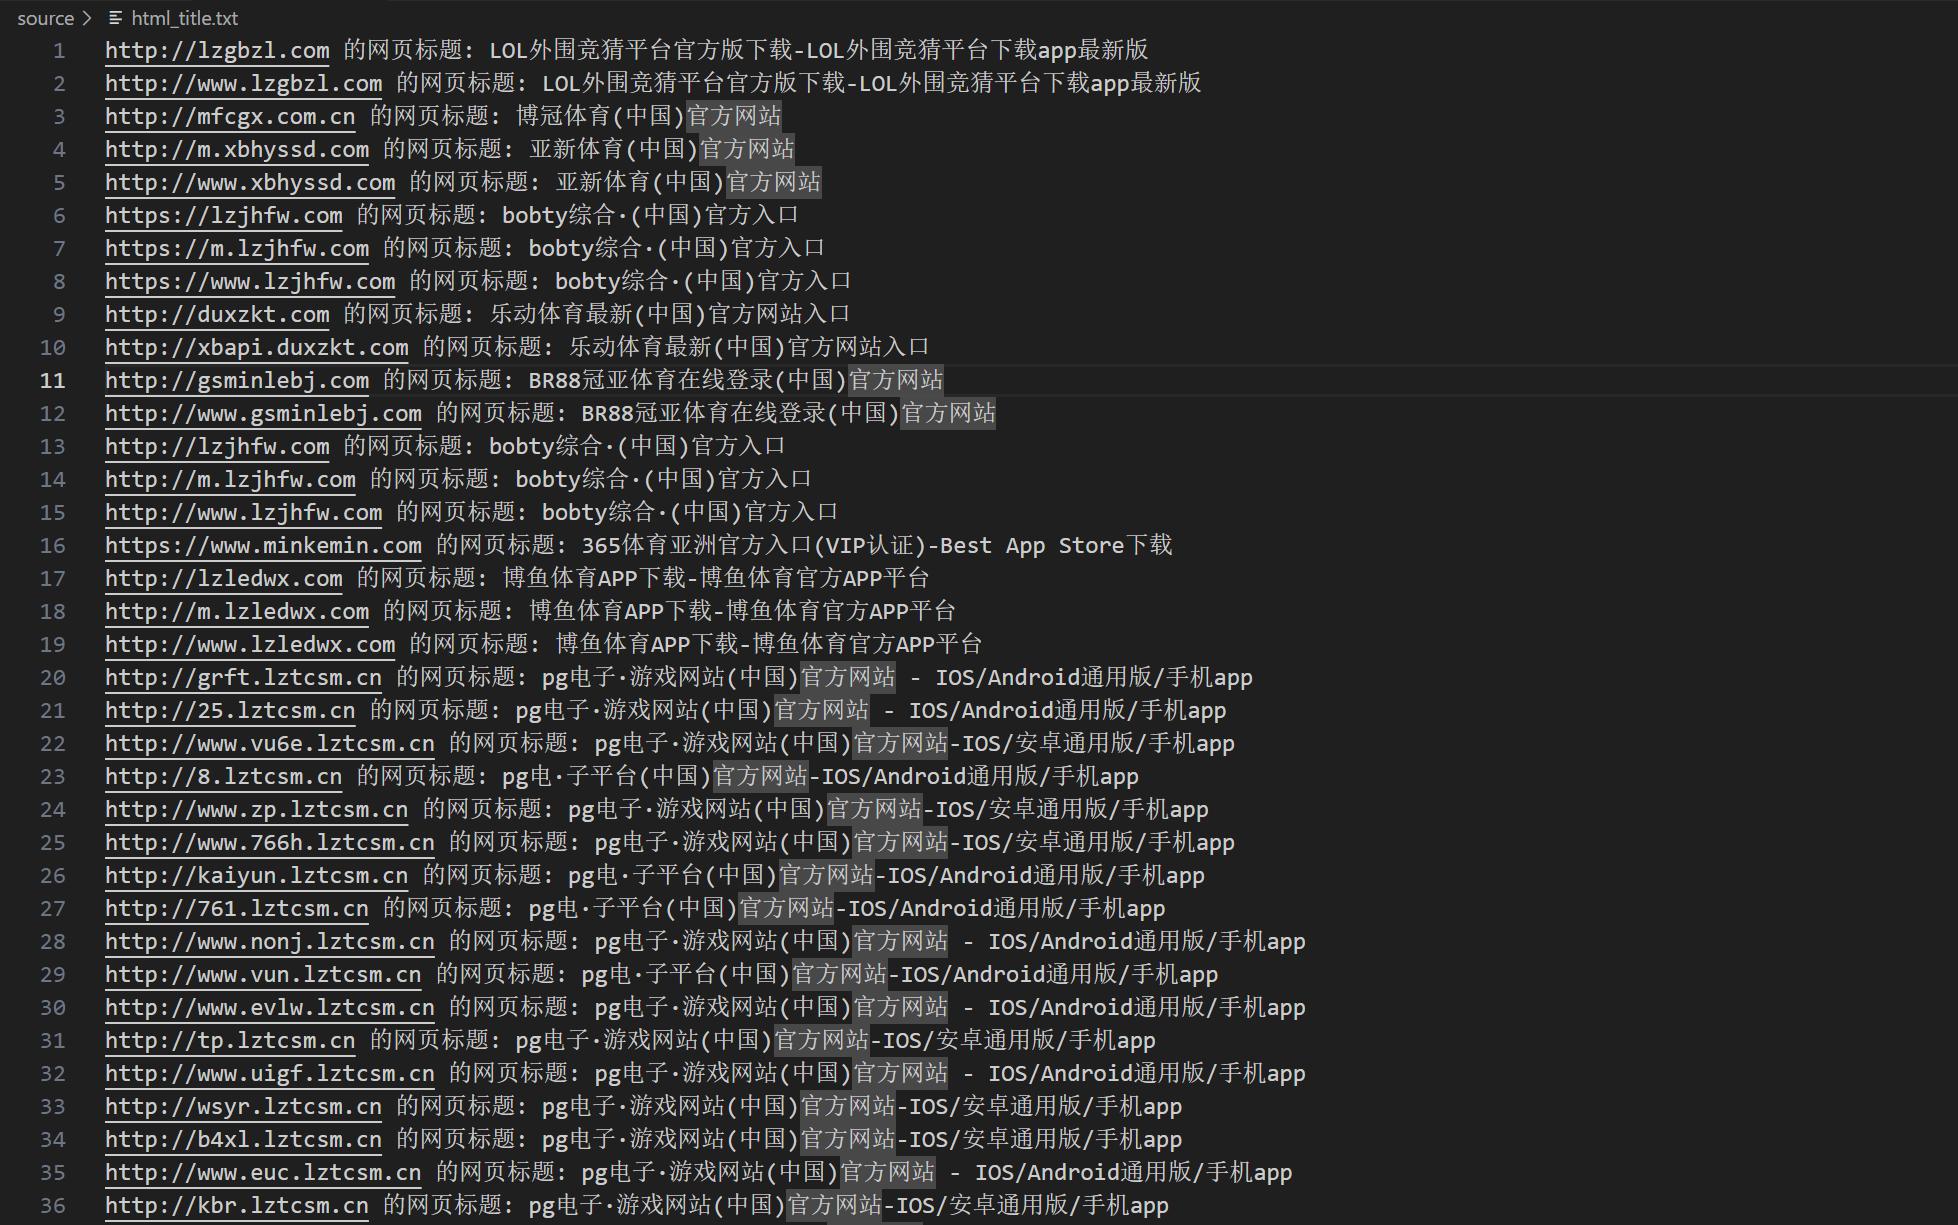 source > html_title.txt
1 http://lzgbzl.com 的网页标题: LOL外围竞猜平台官方版下载-LOL外围竞猜平台下载app最新版
2 http://www.lzgbzl.com 的网页标题: LOL外围竞猜平台官方版下载-LOL外围竞猜平台下载app最新版
3 http://mfcgx.com.cn 的网页标题: 博冠体育(中国)官方网站
4 http://m.xbhyssd.com 的网页标题: 亚新体育(中国)官方网站
5 http://www.xbhyssd.com 的网页标题: 亚新体育(中国)官方网站
6 https://lzjhfw.com 的网页标题: bobty综合·(中国)官方入口
7 https://m.lzjhfw.com 的网页标题: bobty综合·(中国)官方入口
8 https://www.lzjhfw.com 的网页标题: bobty综合·(中国)官方入口
9 http://duxzkt.com 的网页标题: 乐动体育最新(中国)官方网站入口
10 http://xbapi.duxzkt.com 的网页标题: 乐动体育最新(中国)官方网站入口
11 http://gsminlebj.com 的网页标题: BR88冠亚体育在线登录(中国)官方网站
12 http://www.gsminlebj.com 的网页标题: BR88冠亚体育在线登录(中国)官方网站
13 http://lzjhfw.com 的网页标题: bobty综合·(中国)官方入口
14 http://m.lzjhfw.com 的网页标题: bobty综合·(中国)官方入口
15 http://www.lzjhfw.com 的网页标题: bobty综合·(中国)官方入口
16 https://www.minkemin.com 的网页标题: 365体育亚洲官方入口(VIP认证)-Best App Store下载
17 http://lzledwx.com 的网页标题: 博鱼体育APP下载-博鱼体育官方APP平台
18 http://m.lzledwx.com 的网页标题: 博鱼体育APP下载-博鱼体育官方APP平台
19 http://www.lzledwx.com 的网页标题: 博鱼体育APP下载-博鱼体育官方APP平台
20 http://grft.lztcsm.cn 的网页标题: pg电子·游戏网站(中国)官方网站 - IOS/Android通用版/手机app
21 http://25.lztcsm.cn 的网页标题: pg电子·游戏网站(中国)官方网站 - IOS/Android通用版/手机app
22 http://www.vu6e.lztcsm.cn 的网页标题: pg电子·游戏网站(中国)官方网站-IOS/安卓通用版/手机app
23 http://8.lztcsm.cn 的网页标题: pg电·子平台(中国)官方网站-IOS/Android通用版/手机app
24 http://www.zp.lztcsm.cn 的网页标题: pg电子·游戏网站(中国)官方网站-IOS/安卓通用版/手机app
25 http://www.766h.lztcsm.cn 的网页标题: pg电子·游戏网站(中国)官方网站-IOS/安卓通用版/手机app
26 http://kaiyun.lztcsm.cn 的网页标题: pg电·子平台(中国)官方网站-IOS/Android通用版/手机app
27 http://761.lztcsm.cn 的网页标题: pg电·子平台(中国)官方网站-IOS/Android通用版/手机app
28 http://www.nonj.lztcsm.cn 的网页标题: pg电子·游戏网站(中国)官方网站 - IOS/Android通用版/手机app
29 http://www.vun.lztcsm.cn 的网页标题: pg电·子平台(中国)官方网站-IOS/Android通用版/手机app
30 http://www.evlw.lztcsm.cn 的网页标题: pg电子·游戏网站(中国)官方网站 - IOS/Android通用版/手机app
31 http://tp.lztcsm.cn 的网页标题: pg电子·游戏网站(中国)官方网站-IOS/安卓通用版/手机app
32 http://www.uigf.lztcsm.cn 的网页标题: pg电子·游戏网站(中国)官方网站 - IOS/Android通用版/手机app
33 http://wsyr.lztcsm.cn 的网页标题: pg电子·游戏网站(中国)官方网站-IOS/安卓通用版/手机app
34 http://b4xl.lztcsm.cn 的网页标题: pg电子·游戏网站(中国)官方网站-IOS/安卓通用版/手机app
35 http://www.euc.lztcsm.cn 的网页标题: pg电子·游戏网站(中国)官方网站 - IOS/Android通用版/手机app
36 http://kbr.lztcsm.cn 的网页标题: pg电子·游戏网站(中国)官方网站-IOS/安卓通用版/手机app